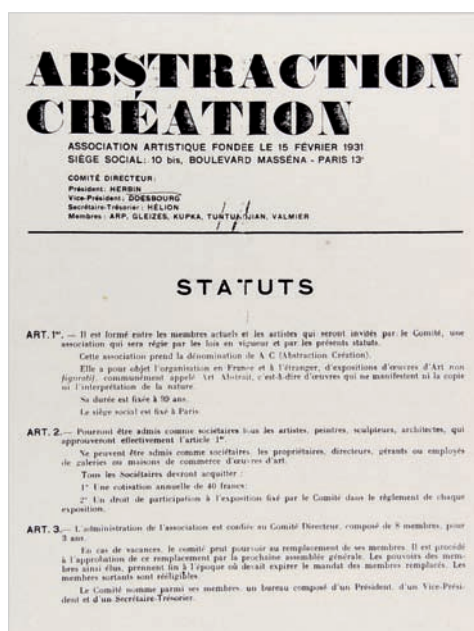 ABSTRACTION
CRÉATION
ASSOCIATION ARTISTIQUE FONDEE LE 15 FÉVRIER 1931
SIÈGE SOCIAL: 10 bis, BOULEVARD MASSÉNA - PARIS 13e
COMITÉ DIRECTEUR:
Président: HERBIN
Vice-Président: DOESBOURG
Secrétaire-Trésorier: HÉLION
Membres: ARP, GLEIZES, KUPKA, TUNTUNDJIAN, VALMIER
STATUTS
ART. 1er. — Il est formé entre les membres actuels et les artistes qui seront invités par le Comité, une
association qui sera régie par les lois en vigueur et par les présents statuts.
Cette association prend la dénomination de A C (Abstraction Création).
Elle a pour objet l'organisation en France et à l'étranger, d'expositions d'œuvres d'Art non
figuratif, communément appelé Art Abstrait, c'est-à-dire d'œuvres qui ne manifestent ni la copie
ni l'interprétation de la nature.
Sa durée est fixée à 99 ans.
Le siège social est fixé à Paris
ART. 2. — Pourront être admis comme sociétaires tous les artistes, peintres, sculpteurs, architectes, qui
approuveront effectivement l'article 1er.
Ne peuvent être admis comme sociétaires, les propriétaires, directeurs, gérants ou employés
de galeries ou maisons de commerce d'œuvres d'art.
Tous les Sociétaires devront acquitter :
1° Une cotisation annuelle de 40 francs;
2° Un droit de participation à l'exposition fixé par le Comité dans le règlement de chaque
exposition.
ART. 3. — L'administration de l'association est confiée au Comité Directeur, composé de 8 membres, pour
3 ans.
En cas de vacances, le comité peut pourvoir au remplacement de ses membres. Il est procédé
à l'approbation de ce remplacement par la prochaine assemblée générale. Les pouvoirs des mem-
bres ainsi élus, prennent fin à l'époque où devait expirer le mandat des membres remplacés. Les
membres sortants sont rééligibles.
Le Comité nomme parmi ses membres, un bureau composé d'un Président, d'un Vice-Prési-
dent et d'un Secrétaire-Trésorier.